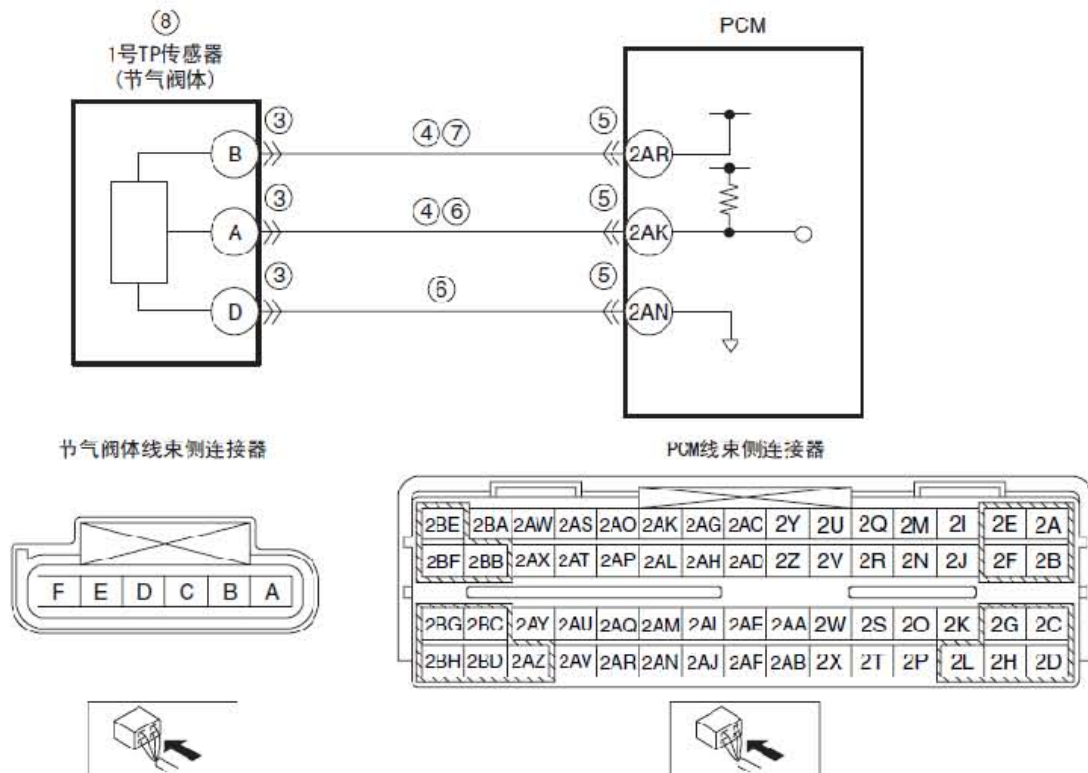 ⑧
1号TP传感器
(节气阀体)
PCM
③ ④⑦ ⑤
B 2AR
③ ④⑥ ⑤
A 2AK
③ ⑥ ⑤
D 2AN
节气阀体线束侧连接器
PCM线束侧连接器
F E D C B A
2BE 2BA 2AW 2AS 2AO 2AK 2AG 2AC 2Y 2U 2Q 2M 2I 2E 2A
2BF 2BB 2AX 2AT 2AP 2AL 2AH 2AD 2Z 2V 2R 2N 2J 2F 2B
2BG 2BC 2AY 2AU 2AQ 2AM 2AI 2AE 2AA 2W 2S 2O 2K 2G 2C
2BH 2BD 2AZ 2AV 2AR 2AN 2AJ 2AF 2AB 2X 2T 2P 2L 2H 2D